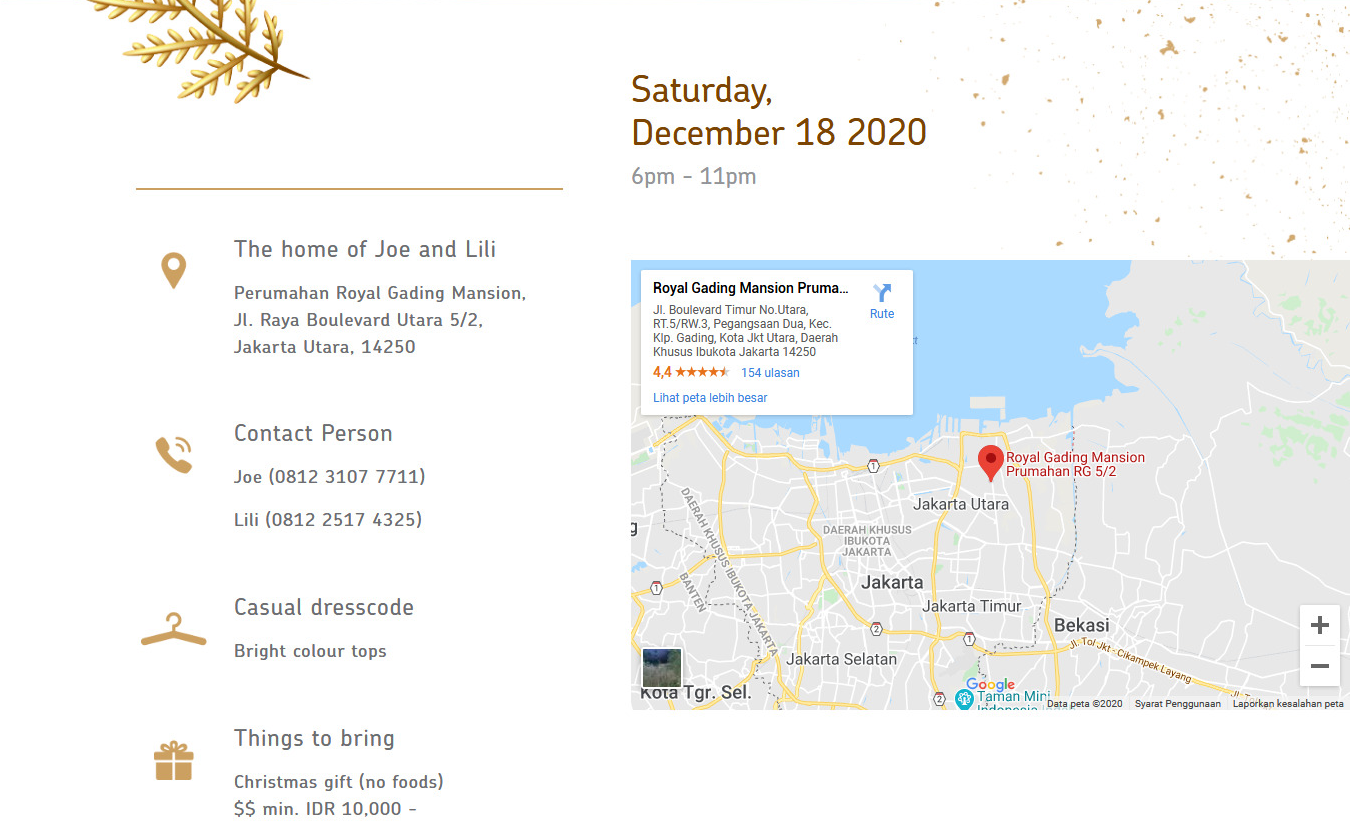 Saturday,
December 18 2020
6pm - 11pm
The home of Joe and Lili
Perumahan Royal Gading Mansion,
Jl. Raya Boulevard Utara 5/2,
Jakarta Utara, 14250
Contact Person
Joe (0812 3107 7711)
Lili (0812 2517 4325)
Casual dresscode
Bright colour tops
Things to bring
Christmas gift (no foods)
$$ min. IDR 10,000 -
Royal Gading Mansion Pruma...
Jl. Boulevard Timur No.Utara,
RT.5/RW.3, Pegangsaan Dua, Kec.
Klp. Gading, Kota Jkt Utara, Daerah
Khusus Ibukota Jakarta 14250
4,4
154 ulasan
Lihat peta lebih besar
Rute
Royal Gading Mansion
Prumahan RG 5/2
1
Jakarta Utara
DAERAH KHUSUS
IBUKOTA
JAKARTA
DAERAH KHUSUS IBUKOTA JAKARTA
BANTEN
1
Jakarta
Jakarta Timur
2
1
Bekasi
Jl. Tol Jkt - Cikampek Layang
Jakarta Selatan
Kota Tgr. Sel.
2
Google
Taman Mini
Indonesia
Jl. To
+
−
Data peta ©2020
Syarat Penggunaan
Laporkan kesalahan peta